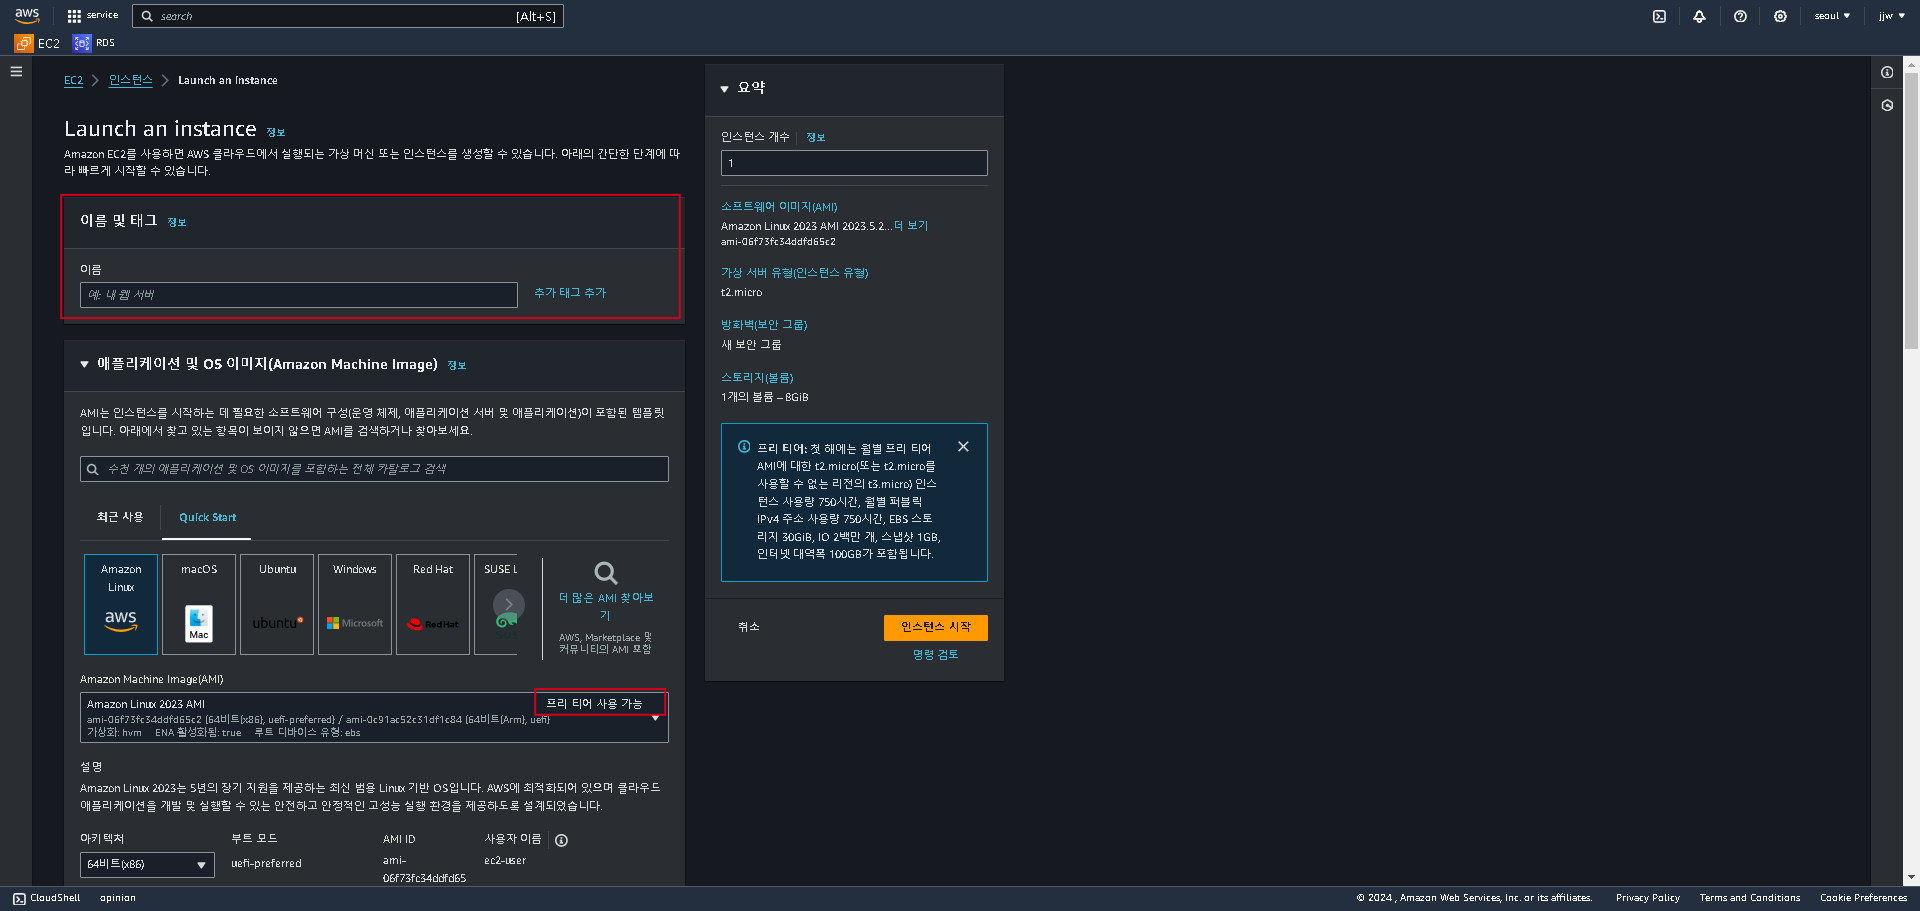 aws
service
search
[Alt+S]
seoul
jjw
EC2
RDS
EC2
인스턴스
Launch an instance
Launch an instance 정보
Amazon EC2를 사용하면 AWS 클라우드에서 실행되는 가상 머신 또는 인스턴스를 생성할 수 있습니다. 아래의 간단한 단계에 따
라 빠르게 시작할 수 있습니다.
이름 및 태그 정보
이름
예: 내 웹 서버
추가 태그 추가
애플리케이션 및 OS 이미지(Amazon Machine Image) 정보
AMI는 인스턴스를 시작하는 데 필요한 소프트웨어 구성(운영 체제, 애플리케이션 서버 및 애플리케이션)이 포함된 템플릿
입니다. 아래에서 찾고 있는 항목이 보이지 않으면 AMI를 검색하거나 찾아보세요.
수천 개의 애플리케이션 및 OS 이미지를 포함하는 전체 카탈로그 검색
최근 사용
Quick Start
Amazon
Linux
aws
macOS
Mac
Ubuntu
ubuntu
Windows
Microsoft
Red Hat
Red Hat
SUSE L
더 많은 AMI 찾아보
기
AWS, Marketplace 및
커뮤니티의 AMI 포함
Amazon Machine Image(AMI)
Amazon Linux 2023 AMI
프리 티어 사용 가능
ami-06f73fc34ddfd65c2 (64비트(x86), uefi-preferred) / ami-0c91ac52c31df1c84 (64비트(Arm), uefi)
가상화: hvm ENA 활성화됨: true 루트 디바이스 유형: ebs
설명
Amazon Linux 2023는 5년의 장기 지원을 제공하는 최신 범용 Linux 기반 OS입니다. AWS에 최적화되어 있으며 클라우드
애플리케이션을 개발 및 실행할 수 있는 안전하고 안정적인 고성능 실행 환경을 제공하도록 설계되었습니다.
아키텍처
부트 모드
AMI ID
사용자 이름
64비트(x86)
uefi-preferred
ami-
06f73fc34ddfd65
ec2-user
요약
인스턴스 개수 정보
1
소프트웨어 이미지(AMI)
Amazon Linux 2023 AMI 2023.5.2...더 보기
ami-06f73fc34ddfd65c2
가상 서버 유형(인스턴스 유형)
t2.micro
방화벽(보안 그룹)
새 보안 그룹
스토리지(볼륨)
1개의 볼륨 – 8GiB
프리 티어: 첫 해에는 월별 프리 티어
AMI에 대한 t2.micro(또는 t2.micro를
사용할 수 없는 리전의 t3.micro) 인스
턴스 사용량 750시간, 월별 퍼블릭
IPv4 주소 사용량 750시간, EBS 스토
리지 30GiB, IO 2백만 개, 스냅샷 1GB,
인터넷 대역폭 100GB가 포함됩니다.
취소
인스턴스 시작
명령 검토
CloudShell
opinion
© 2024 , Amazon Web Services, Inc. or its affiliates.
Privacy Policy
Terms and Conditions
Cookie Preferences